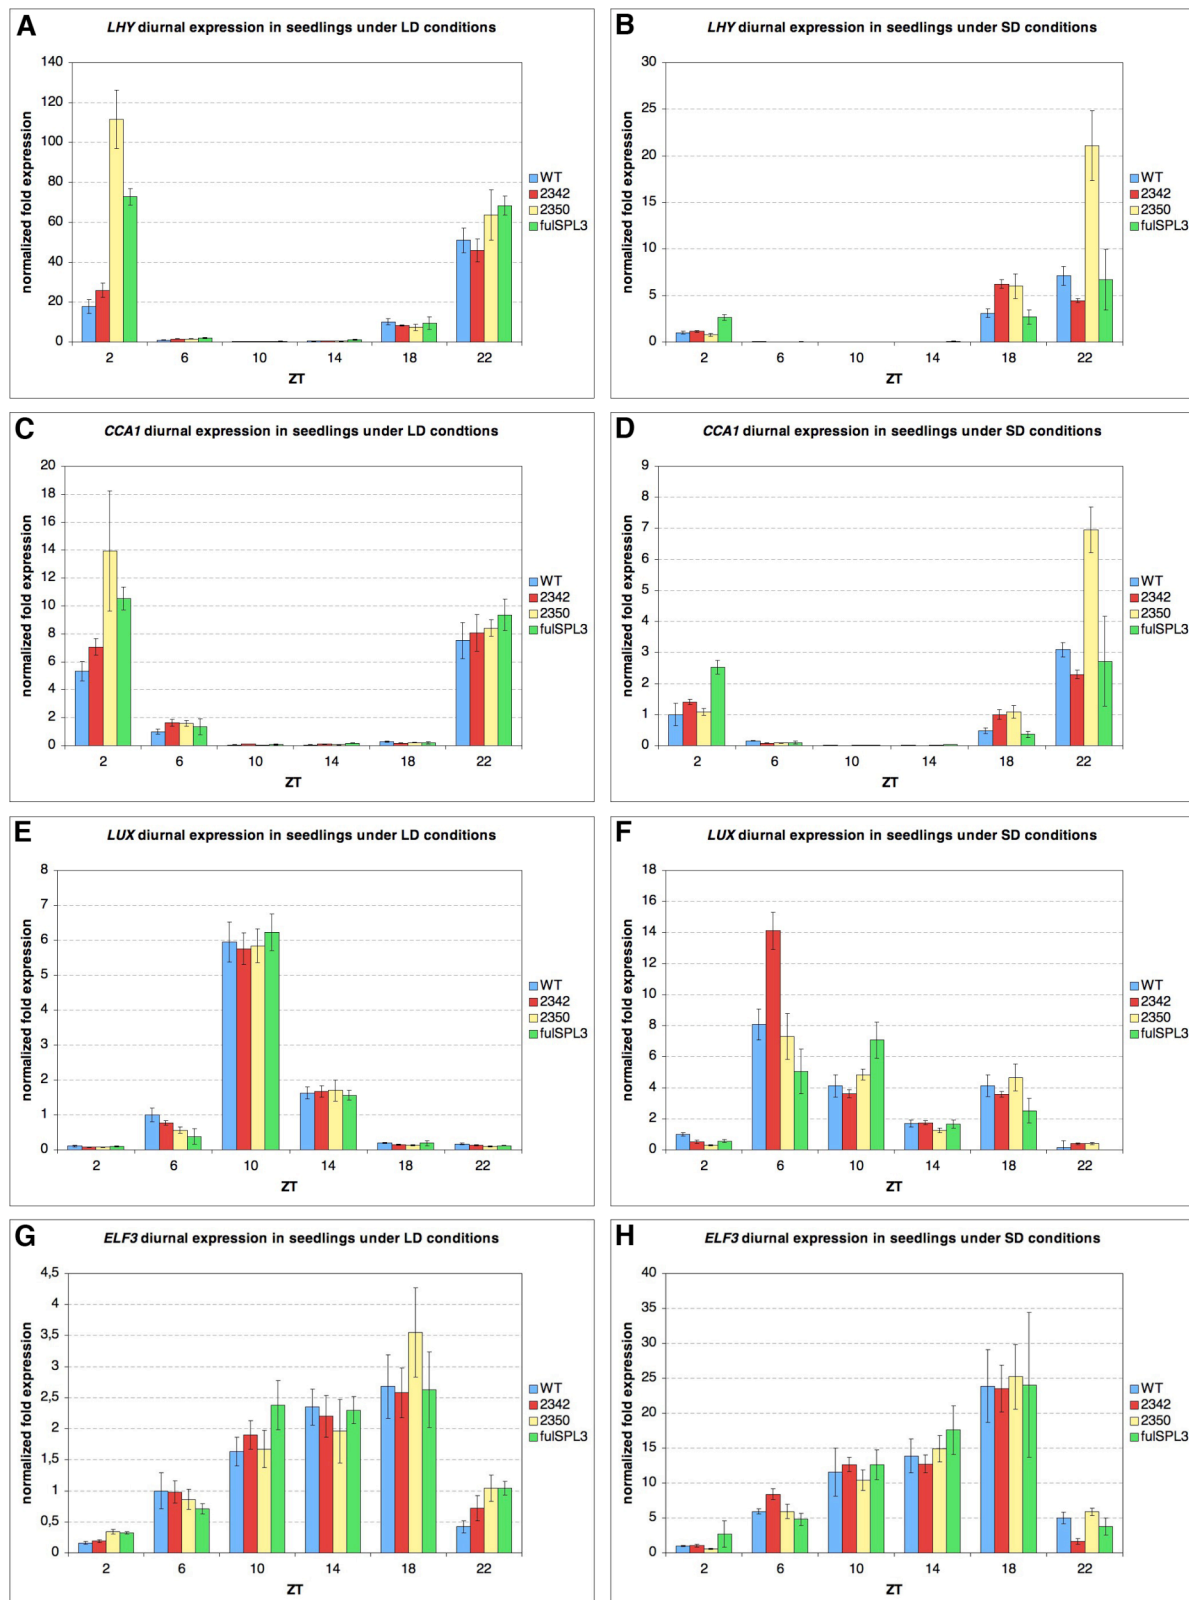 A
LHY diurnal expression in seedlings under LD conditions
normalized fold expression
140
120
100
80
60
40
20
0
2 6 10 14 18 22
ZT
WT
2342
2350
fulSPL3
B
LHY diurnal expression in seedlings under SD conditions
normalized fold expression
30
25
20
15
10
5
0
2 6 10 14 18 22
ZT
WT
2342
2350
fulSPL3
C
CCA1 diurnal expression in seedlings under LD condtions
normalized fold expression
20
18
16
14
12
10
8
6
4
2
0
2 6 10 14 18 22
ZT
WT
2342
2350
fulSPL3
D
CCA1 diurnal expression in seedlings under SD conditions
normalized fold expression
9
8
7
6
5
4
3
2
1
0
2 6 10 14 18 22
ZT
WT
2342
2350
fulSPL3
E
LUX diurnal expression in seedlings under LD conditions
normalized fold expression
8
7
6
5
4
3
2
1
0
2 6 10 14 18 22
ZT
WT
2342
2350
fulSPL3
F
LUX diurnal expression in seedlings under SD conditions
normalized fold expression
18
16
14
12
10
8
6
4
2
0
2 6 10 14 18 22
ZT
WT
2342
2350
fulSPL3
G
ELF3 diurnal expression in seedlings under LD conditions
normalized fold expression
4,5
4
3,5
3
2,5
2
1,5
1
0,5
0
2 6 10 14 18 22
ZT
WT
2342
2350
fulSPL3
H
ELF3 diurnal expression in seedlings under SD conditions
normalized fold expression
40
35
30
25
20
15
10
5
0
2 6 10 14 18 22
ZT
WT
2342
2350
fulSPL3